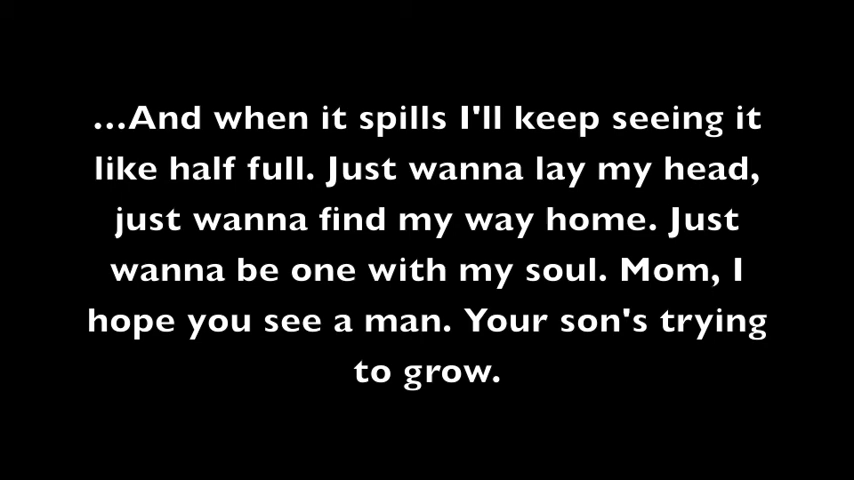 ...And when it spills I'll keep seeing it
like half full. Just wanna lay my head,
just wanna find my way home. Just
wanna be one with my soul. Mom, I
hope you see a man. Your son's trying
to grow.